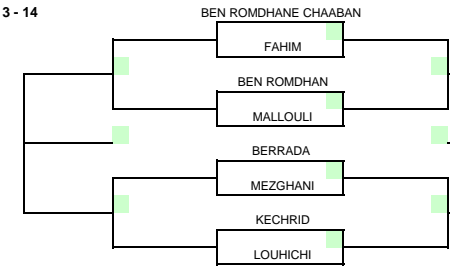 3 - 14
BEN ROMDHANE CHAABAN
FAHIM
BEN ROMDHAN
MALLOULI
BERRADA
MEZGHANI
KECHRID
LOUHICHI